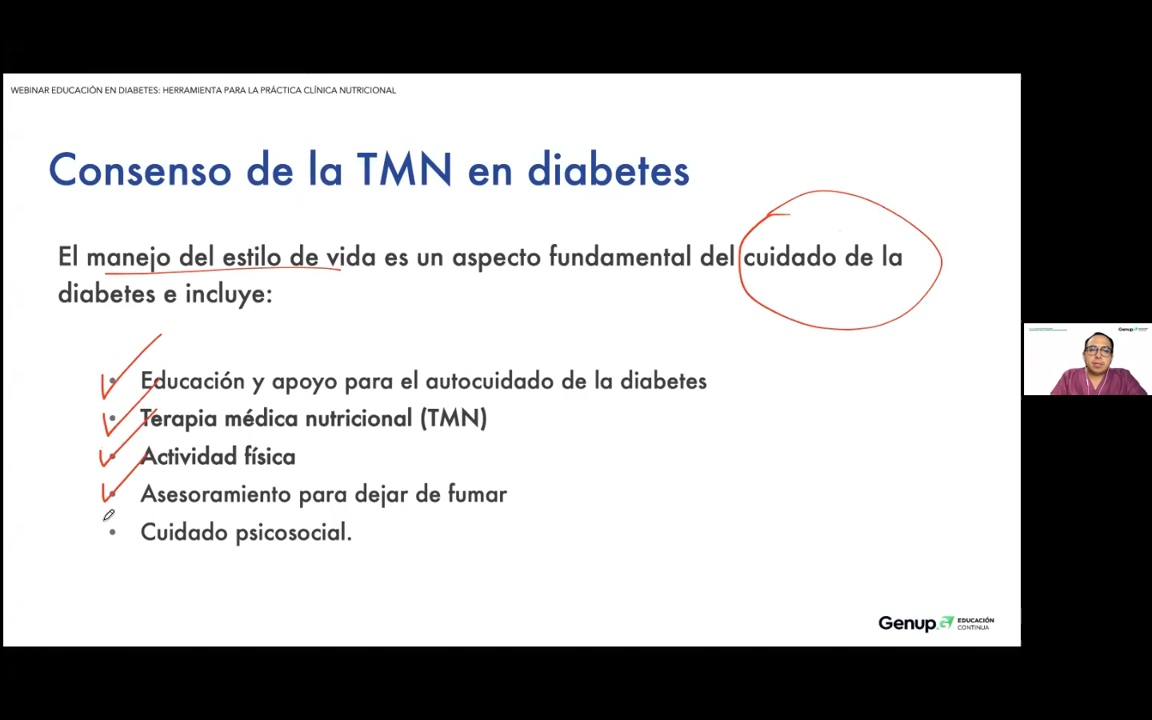 WEBINAR EDUCACIÓN EN DIABETES: HERRAMIENTA PARA LA PRÁCTICA CLÍNICA NUTRICIONAL
Consenso de la TMN en diabetes
El manejo del estilo de vida es un aspecto fundamental del cuidado de la
diabetes e incluye:
• Educación y apoyo para el autocuidado de la diabetes
• Terapia médica nutricional (TMN)
• Actividad física
• Asesoramiento para dejar de fumar
• Cuidado psicosocial.
Genup EDUCACIÓN
CONTINUA
Genup